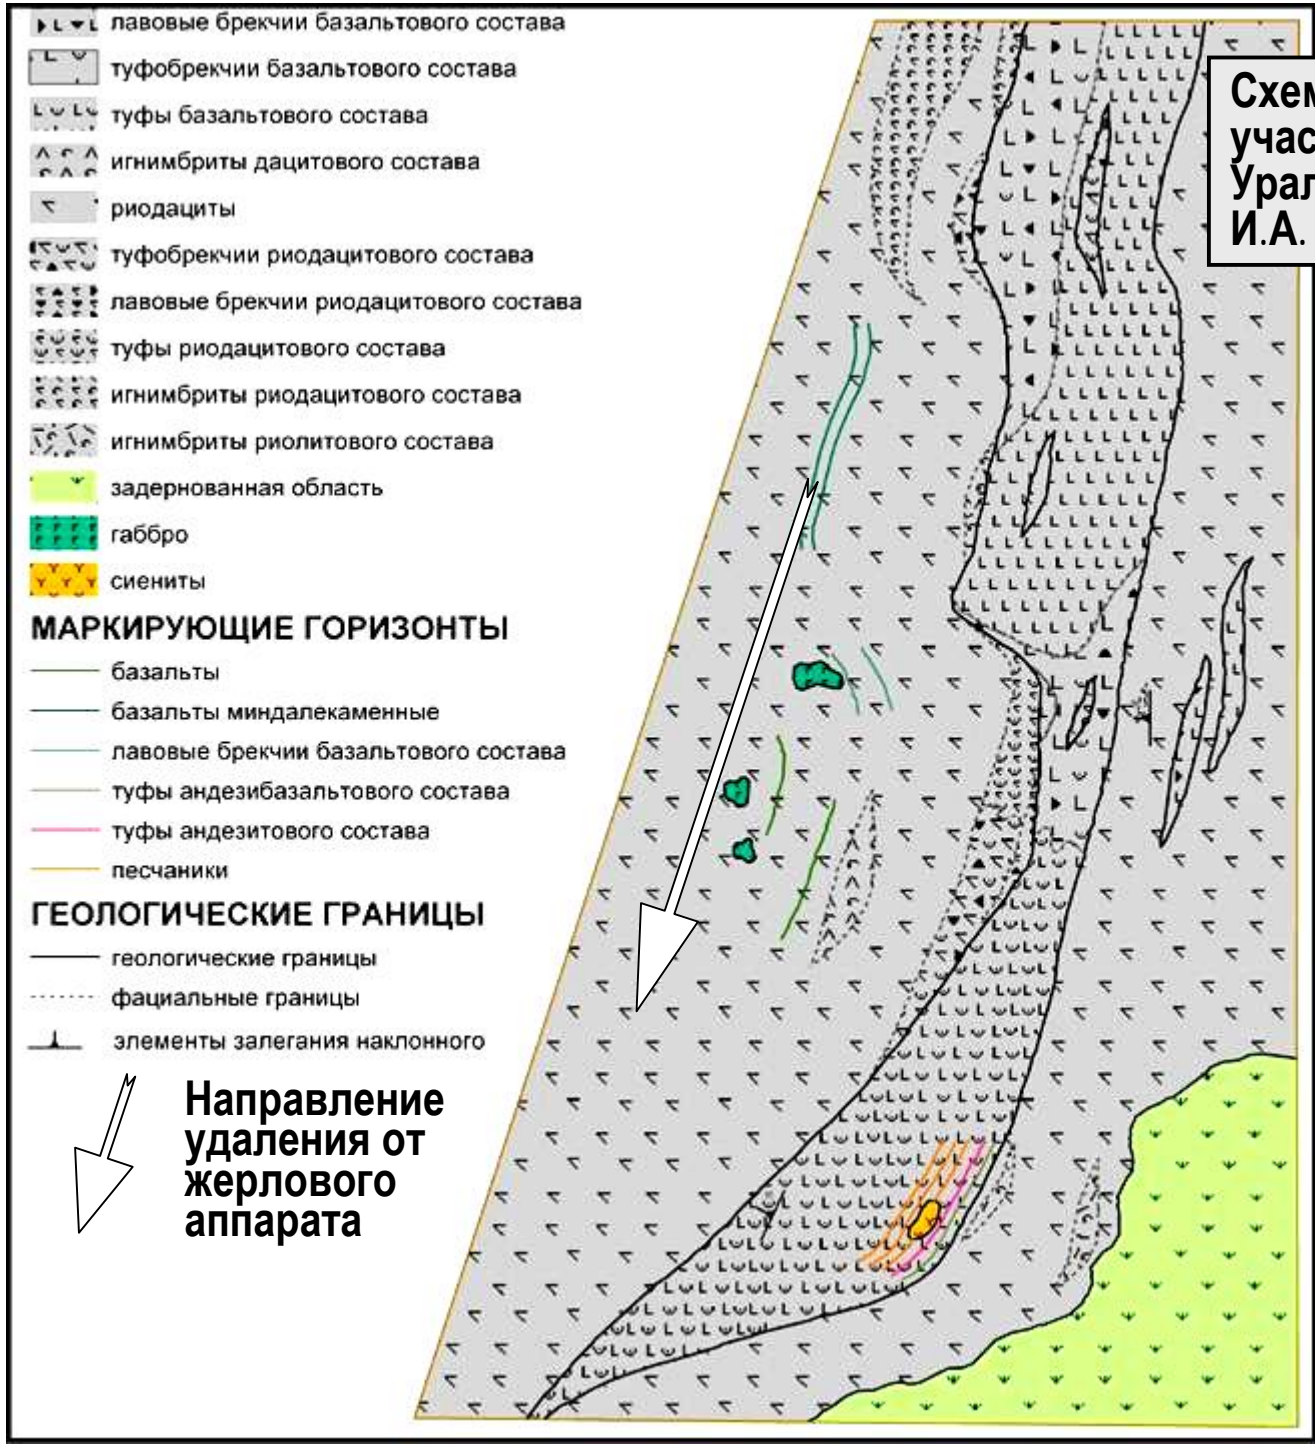 лавовые брекчии базальтового состава
туфобрекчии базальтового состава
туфы базальтового состава
игнимбриты дацитового состава
риодациты
туфобрекчии риодацитового состава
лавовые брекчии риодацитового состава
туфы риодацитового состава
игнимбриты риодацитового состава
игнимбриты риолитового состава
задернованная область
габбро
сиениты
МАРКИРУЮЩИЕ ГОРИЗОНТЫ
базальты
базальты миндалекаменные
лавовые брекчии базальтового состава
туфы андезибазальтового состава
туфы андезитового состава
песчаники
ГЕОЛОГИЧЕСКИЕ ГРАНИЦЫ
геологические границы
фациальные границы
элементы залегания наклонного
Направление
удаления от
жерлового
аппарата
Схем
учас
Урал
И.А.